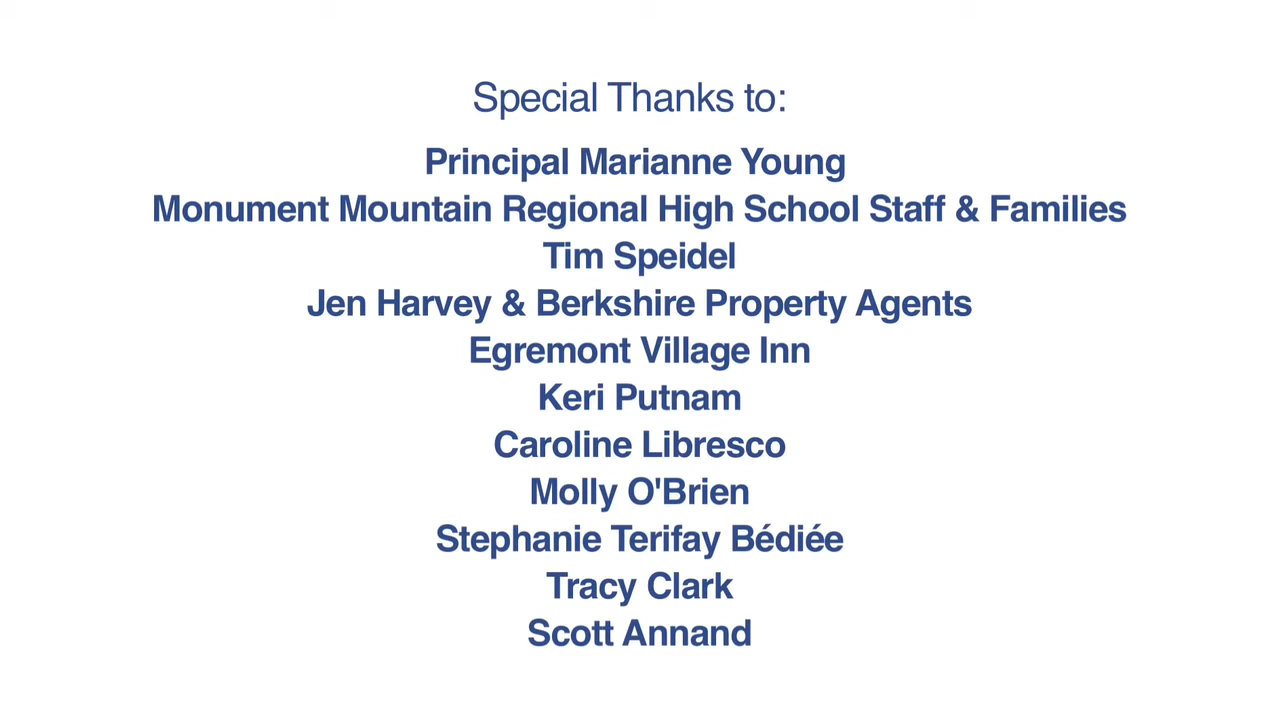 Special Thanks to:
Principal Marianne Young
Monument Mountain Regional High School Staff & Families
Tim Speidel
Jen Harvey & Berkshire Property Agents
Egremont Village Inn
Keri Putnam
Caroline Libresco
Molly O'Brien
Stephanie Terifay Bédiée
Tracy Clark
Scott Annand